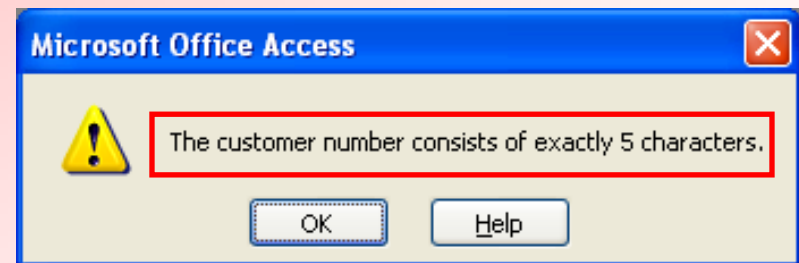 Microsoft Office Access
The customer number consists of exactly 5 characters.
OK Help